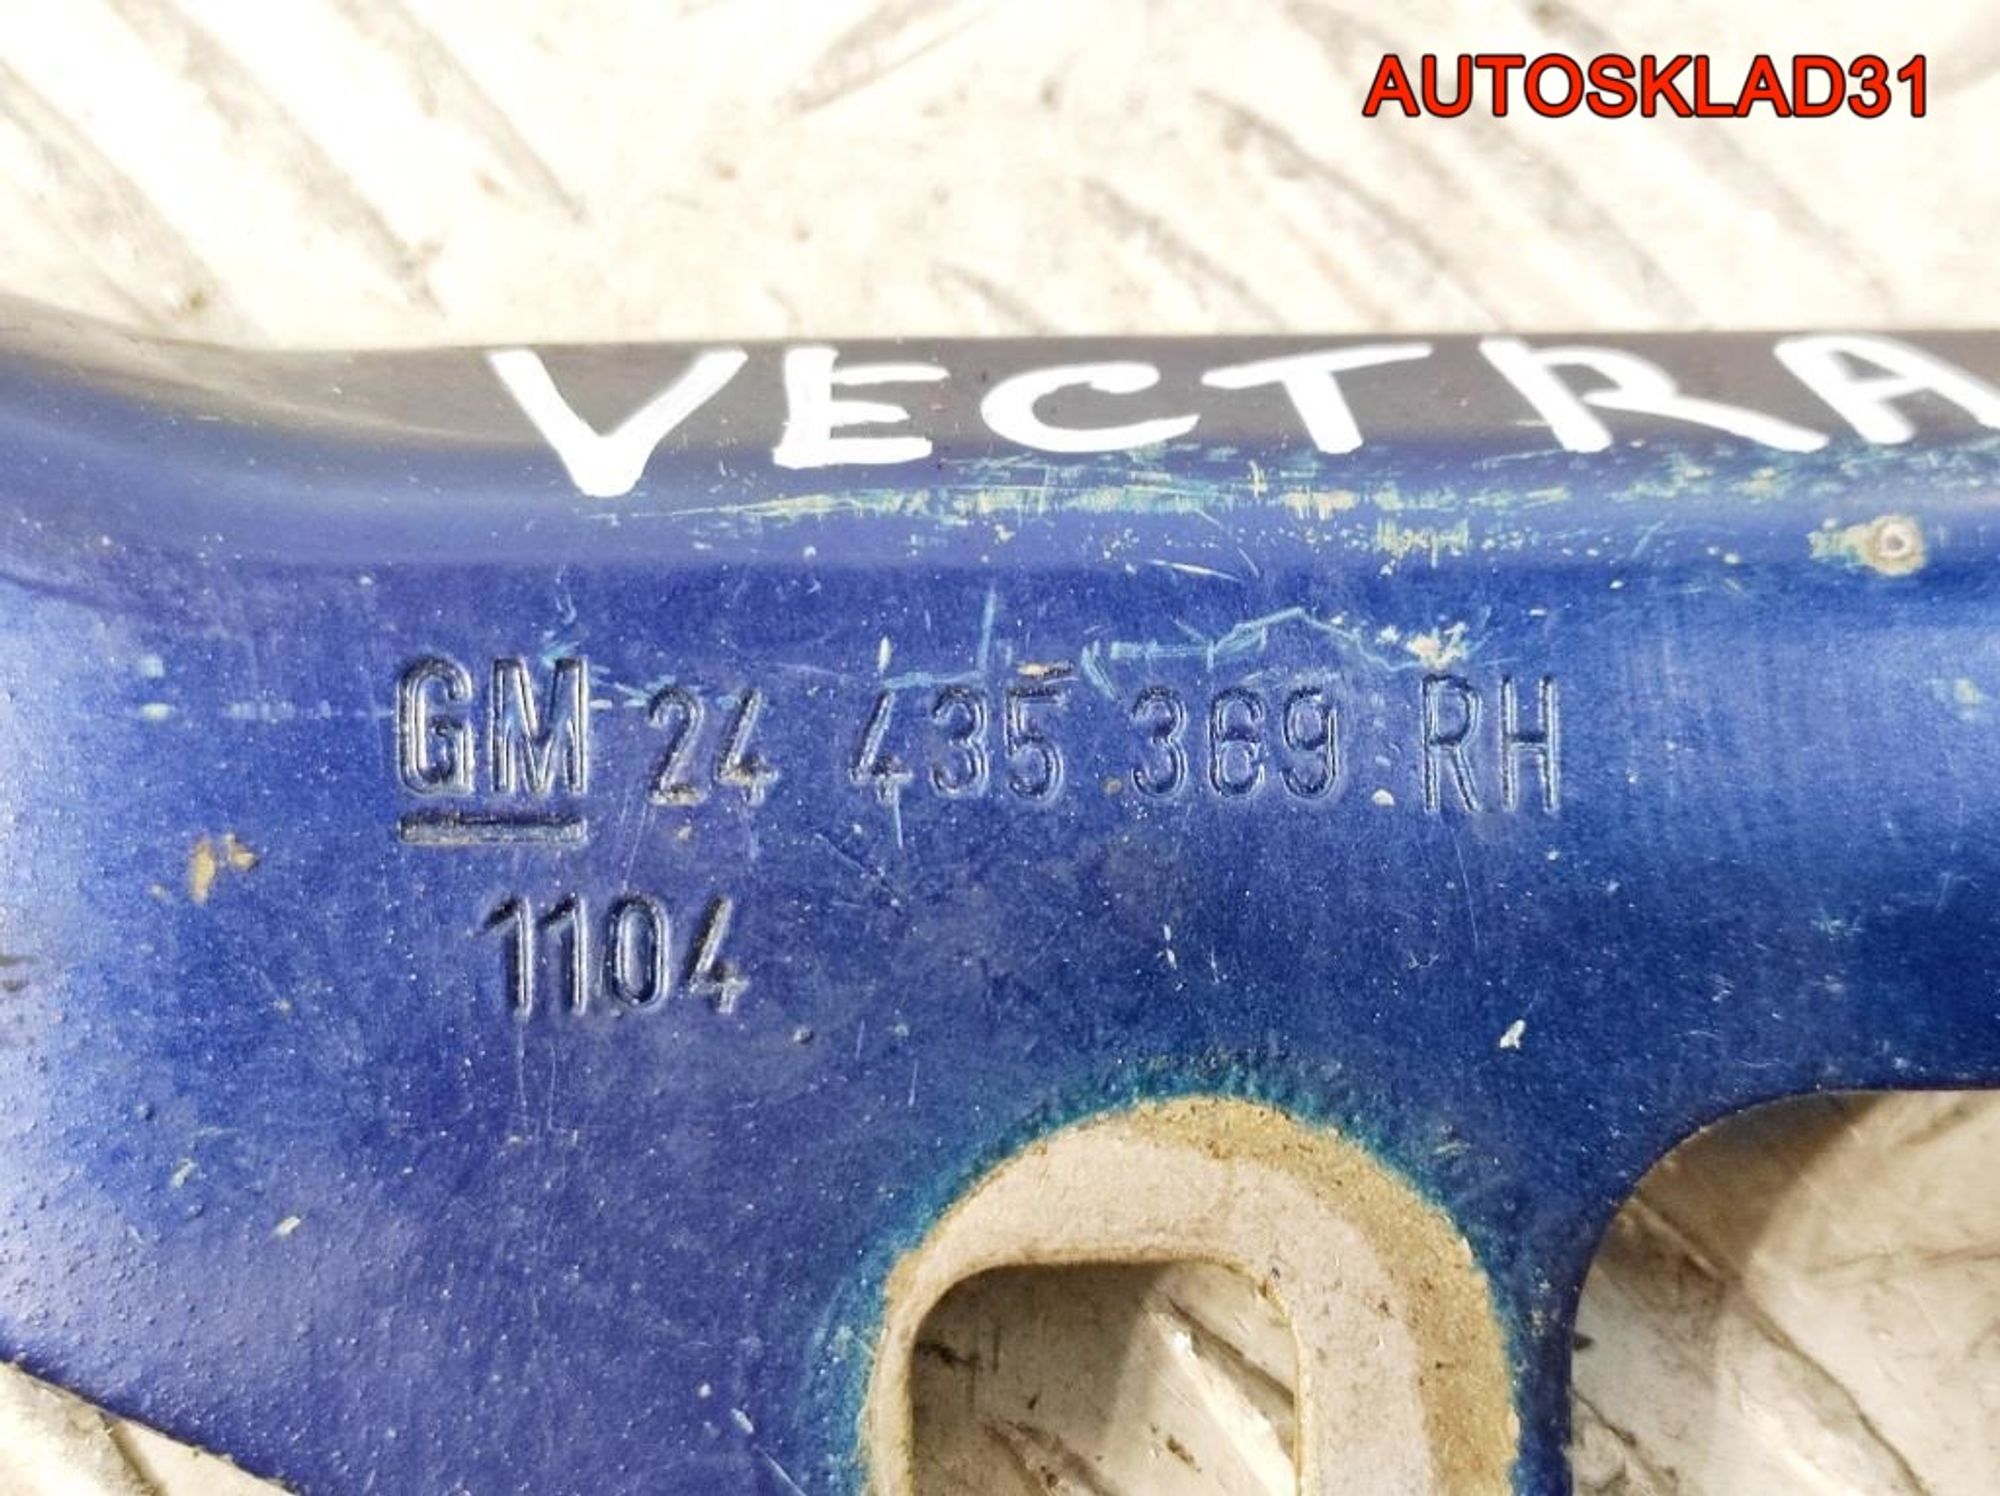 AUTOSKLAD31
VECTRA
GM 24 435 369 RH
1104